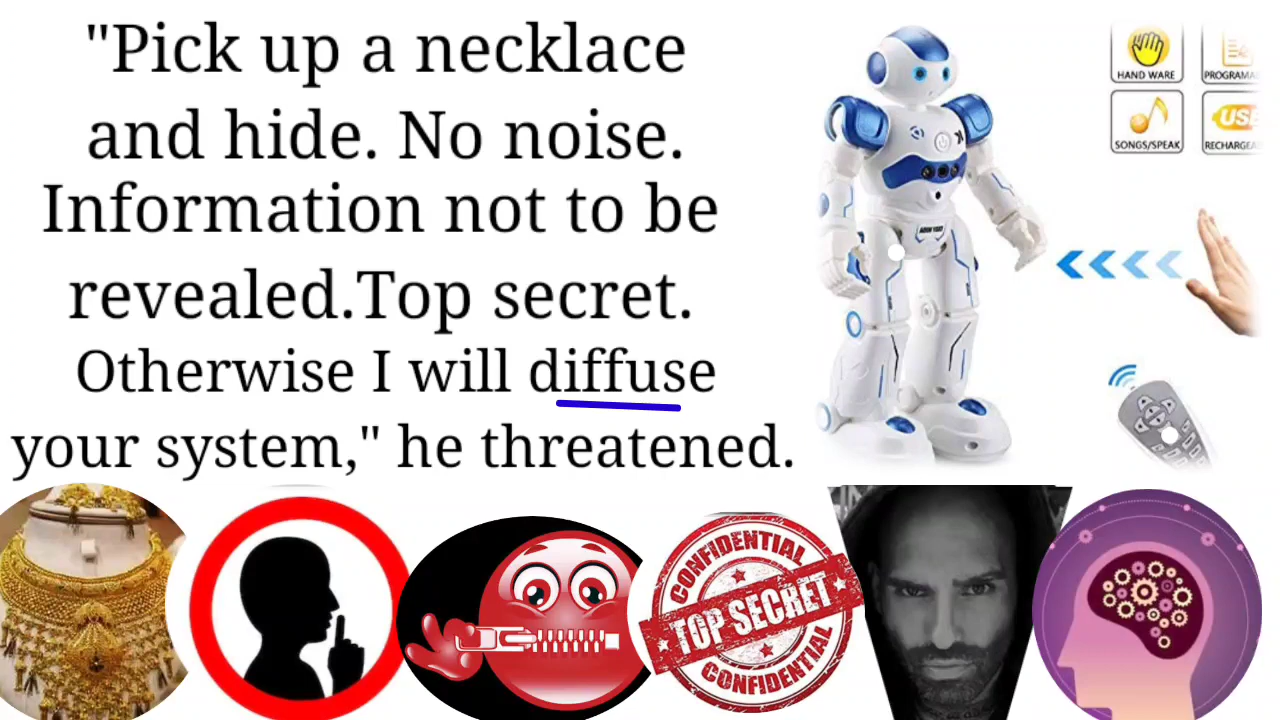 "Pick up a necklace
and hide. No noise.
Information not to be
revealed.Top secret.
Otherwise I will diffuse
your system," he threatened.
HAND WARE
SONGS/SPEAK
USB
CONFIDENTIAL
TOP SECRET
CONFIDENTIAL